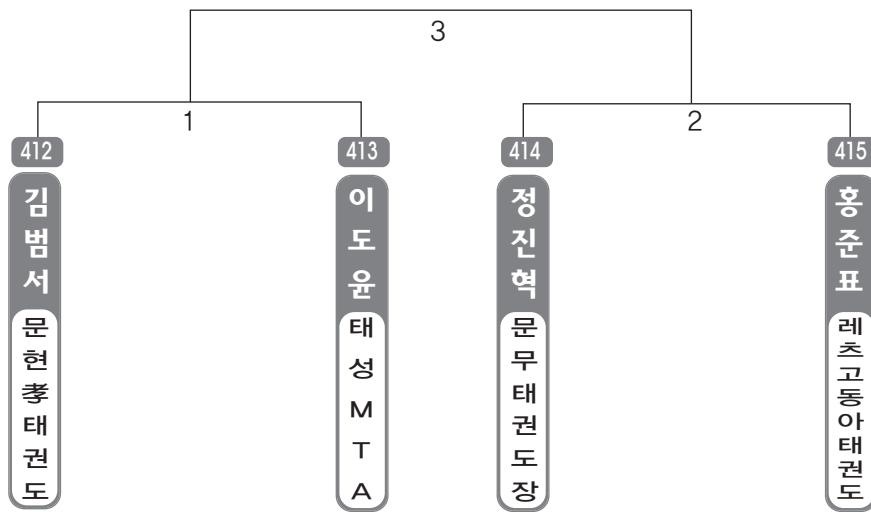 3
1
2
412
413
414
415
김범서
이도윤
정진혁
홍준표
문현孝태권도
태성MTA
문무태권도장
레츠고동아태권도